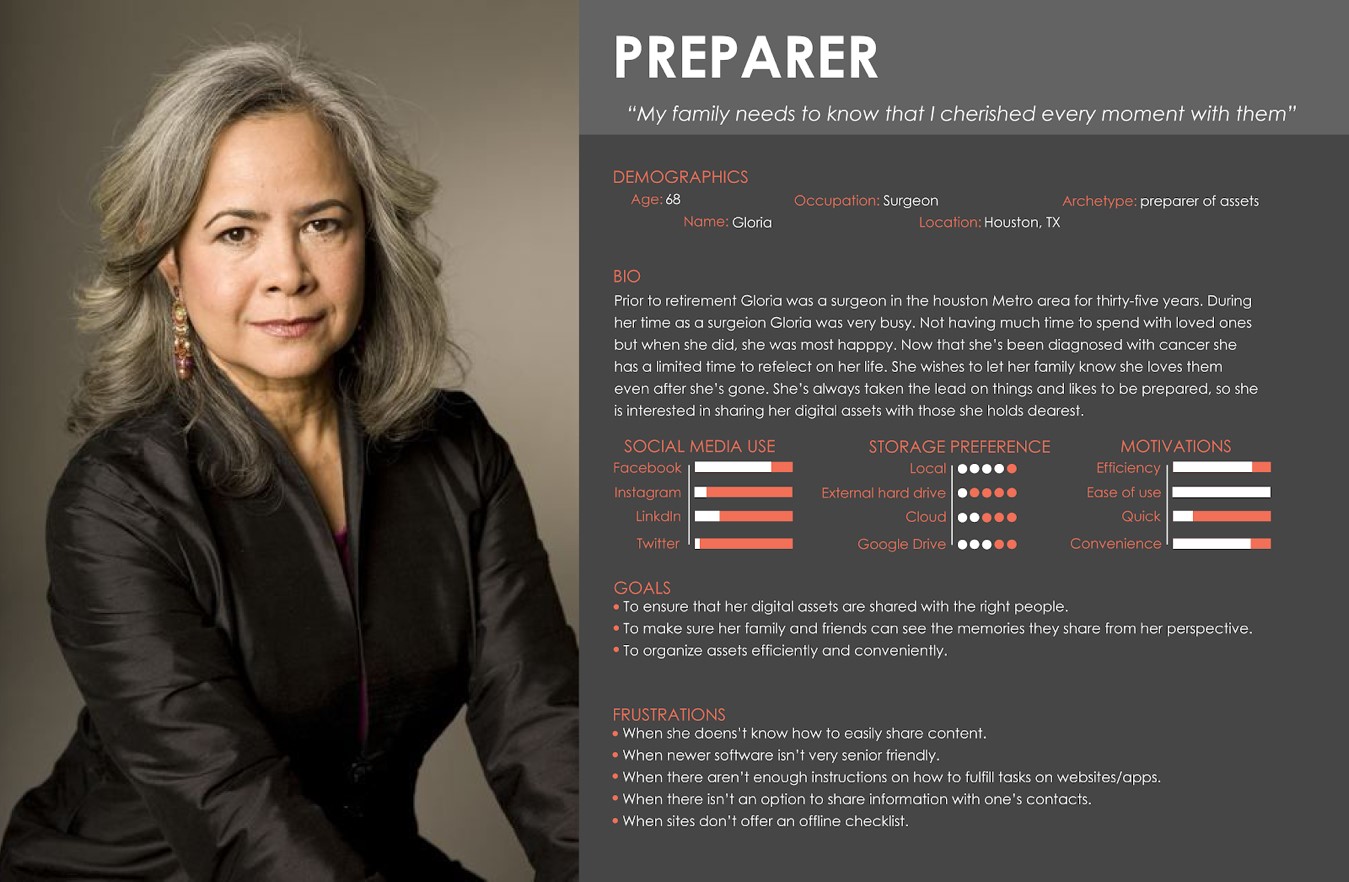 PREPARER
“My family needs to know that I cherished every moment with them”
DEMOGRAPHICS
Age: 68 Occupation: Surgeon Archetype: preparer of assets
Name: Gloria Location: Houston, TX
BIO
Prior to retirement Gloria was a surgeon in the houston Metro area for thirty-five years. During
her time as a surgeion Gloria was very busy. Not having much time to spend with loved ones
but when she did, she was most happpy. Now that she’s been diagnosed with cancer she
has a limited time to refelect on her life. She wishes to let her family know she loves them
even after she’s gone. She’s always taken the lead on things and likes to be prepared, so she
is interested in sharing her digital assets with those she holds dearest.
SOCIAL MEDIA USE
Facebook
Instagram
LinkdIn
Twitter
STORAGE PREFERENCE
Local
External hard drive
Cloud
Google Drive
MOTIVATIONS
Efficiency
Ease of use
Quick
Convenience
GOALS
• To ensure that her digital assets are shared with the right people.
• To make sure her family and friends can see the memories they share from her perspective.
• To organize assets efficiently and conveniently.
FRUSTRATIONS
• When she doens’t know how to easily share content.
• When newer software isn’t very senior friendly.
• When there aren’t enough instructions on how to fulfill tasks on websites/apps.
• When there isn’t an option to share information with one’s contacts.
• When sites don’t offer an offline checklist.